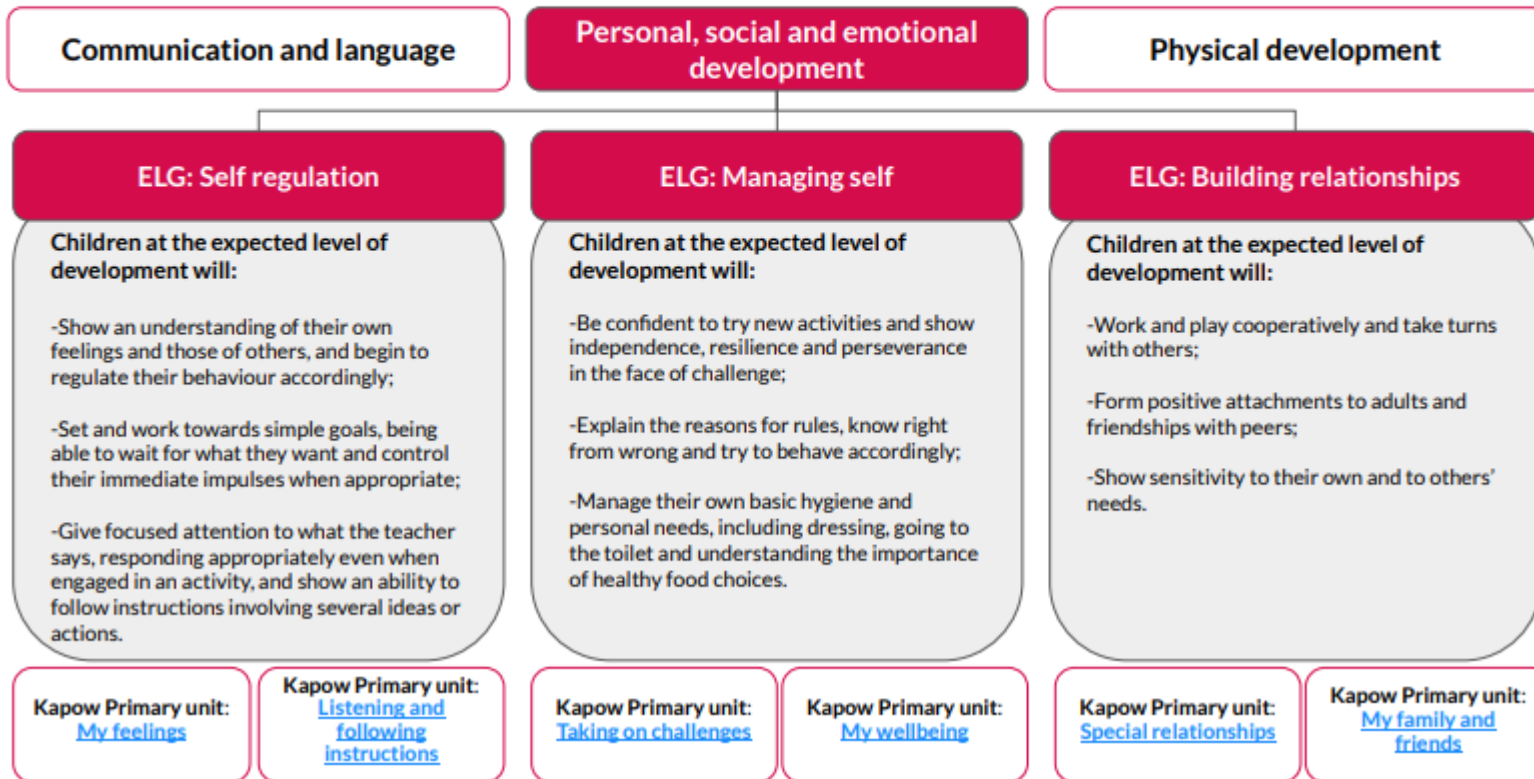 Communication and language
Personal, social and emotional
development
Physical development
ELG: Self regulation
Children at the expected level of
development will:
-Show an understanding of their own
feelings and those of others, and begin to
regulate their behaviour accordingly;
-Set and work towards simple goals, being
able to wait for what they want and control
their immediate impulses when appropriate;
-Give focused attention to what the teacher
says, responding appropriately even when
engaged in an activity, and show an ability to
follow instructions involving several ideas or
actions.
Kapow Primary unit:
My feelings
Kapow Primary unit:
Listening and
following
instructions
ELG: Managing self
Children at the expected level of
development will:
-Be confident to try new activities and show
independence, resilience and perseverance
in the face of challenge;
-Explain the reasons for rules, know right
from wrong and try to behave accordingly;
-Manage their own basic hygiene and
personal needs, including dressing, going to
the toilet and understanding the importance
of healthy food choices.
Kapow Primary unit:
Taking on challenges
Kapow Primary unit:
My wellbeing
ELG: Building relationships
Children at the expected level of
development will:
-Work and play cooperatively and take turns
with others;
-Form positive attachments to adults and
friendships with peers;
-Show sensitivity to their own and to others’
needs.
Kapow Primary unit:
Special relationships
Kapow Primary unit:
My family and
friends